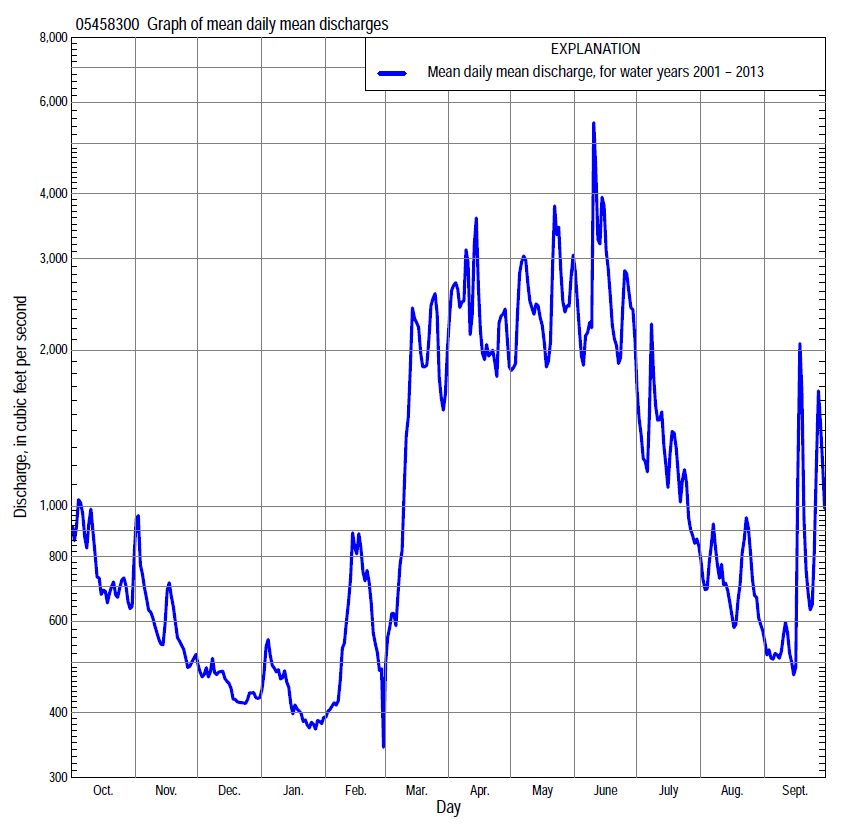 05458300 Graph of mean daily mean discharges
EXPLANATION
Mean daily mean discharge, for water years 2001 – 2013
Discharge, in cubic feet per second
8,000
6,000
4,000
3,000
2,000
1,000
800
600
400
300
Oct. Nov. Dec. Jan. Feb. Mar. Apr. May June July Aug. Sept.
Day